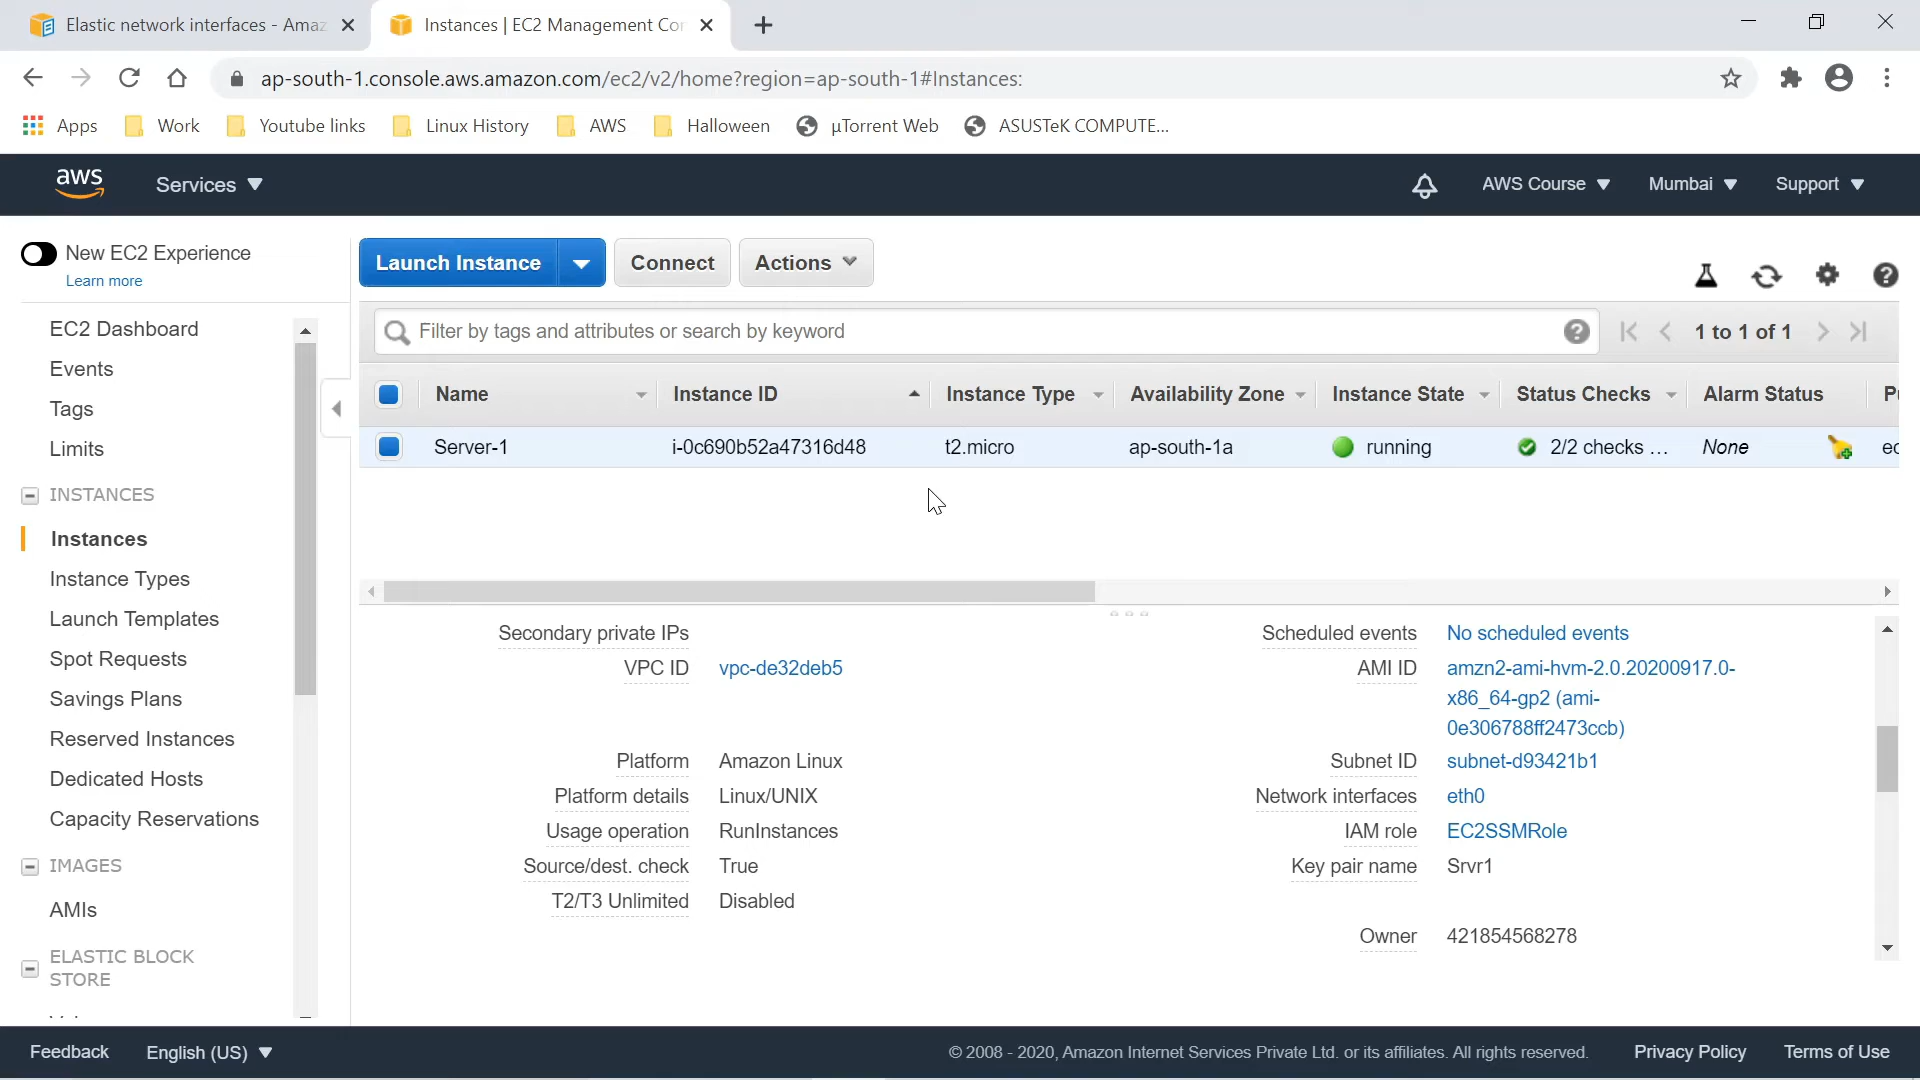 Elastic network interfaces - Amaz
Instances | EC2 Management Co
ap-south-1.console.aws.amazon.com/ec2/v2/home?region=ap-south-1#Instances:
Apps Work Youtube links Linux History AWS Halloween µTorrent Web ASUSTeK COMPUTE...
aws Services AWS Course Mumbai Support
New EC2 Experience
Learn more
Launch Instance Connect Actions
Filter by tags and attributes or search by keyword
1 to 1 of 1
Name Instance ID Instance Type Availability Zone Instance State Status Checks Alarm Status
Server-1 i-0c690b52a47316d48 t2.micro ap-south-1a running 2/2 checks ... None ec
EC2 Dashboard
Events
Tags
Limits
INSTANCES
Instances
Instance Types
Launch Templates
Spot Requests
Savings Plans
Reserved Instances
Dedicated Hosts
Capacity Reservations
IMAGES
AMIs
ELASTIC BLOCK
STORE
Secondary private IPs
VPC ID vpc-de32deb5
Platform Amazon Linux
Platform details Linux/UNIX
Usage operation RunInstances
Source/dest. check True
T2/T3 Unlimited Disabled
Scheduled events No scheduled events
AMI ID amzn2-ami-hvm-2.0.20200917.0-
x86_64-gp2 (ami-
0e306788ff2473ccb)
Subnet ID subnet-d93421b1
Network interfaces eth0
IAM role EC2SSMRole
Key pair name Srvr1
Owner 421854568278
Feedback English (US) © 2008 - 2020, Amazon Internet Services Private Ltd. or its affiliates. All rights reserved. Privacy Policy Terms of Use